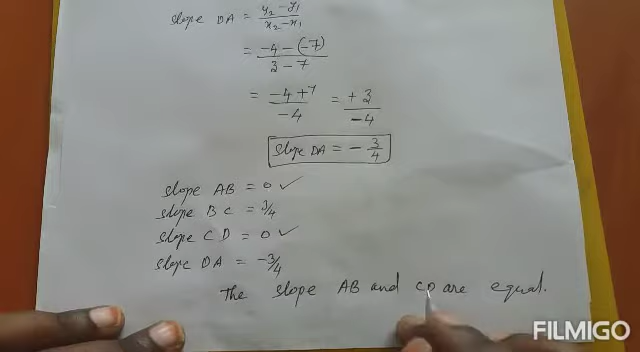 slope DA = y₂ - y₁ / x₂ - x₁
= -4 - (-7) / 3 - 7
= -4 + 7 / -4 = + 3 / -4
slope DA = - 3/4
slope AB = 0 ✓
slope BC = 3/4
slope CD = 0 ✓
slope DA = -3/4
The slope AB and CD are equal.
FILMIGO